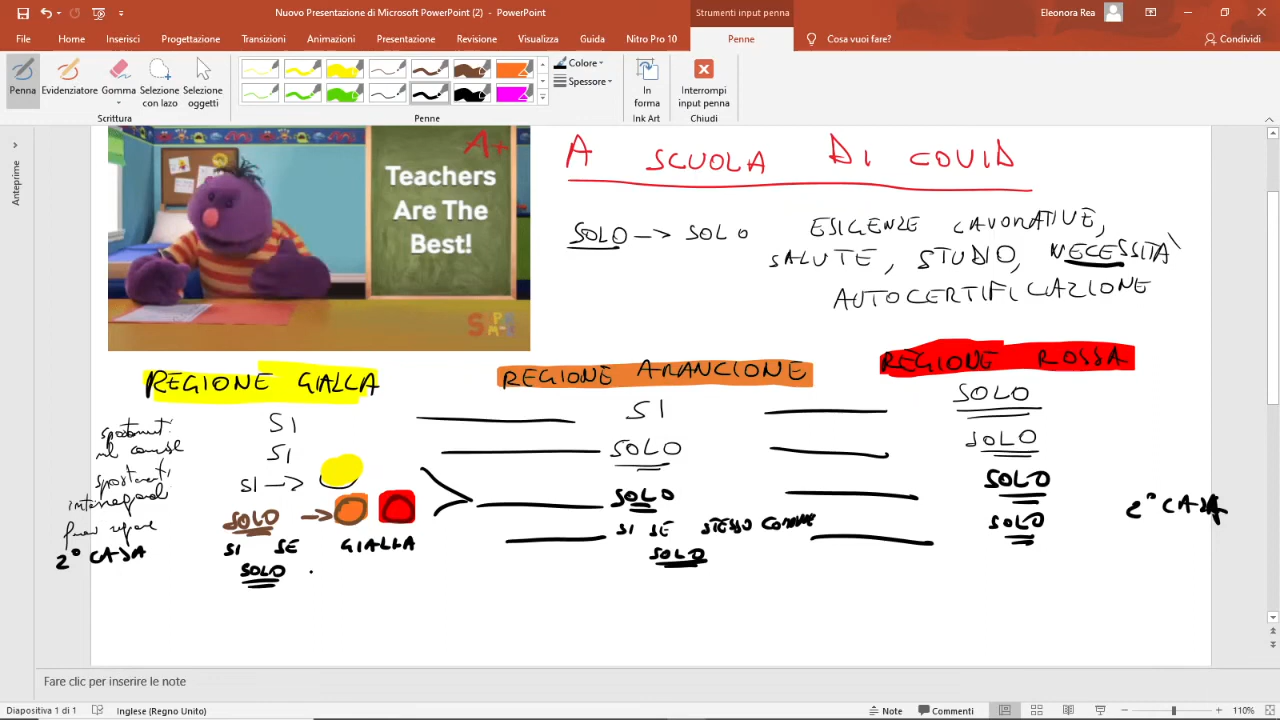 Nuovo Presentazione di Microsoft PowerPoint (2) - PowerPoint
Strumenti input penna
Eleonora Rea
File Home Inserisci Progettazione Transizioni Animazioni Presentazione Revisione Visualizza Guida Nitro Pro 10 Penne Cosa vuoi fare? Condividi
Penna Evidenziatore Gomma Selezione con lazo Selezione oggetti
Colore
Spessore
In forma
Interrompi input penna
Scrittura Penne Ink Art Chiudi
Anteprime
A+
Teachers
Are The
Best!
A SCUOLA DI COVID
SOLO → SOLO
ESIGENZE LAVORATIVE,
SALUTE, STUDIO, NECESSITA'
AUTOCERTIFICAZIONE
REGIONE GIALLA REGIONE ARANCIONE REGIONE ROSSA
SI SI SOLO
SI SOLO SOLO
spostamenti
SI → SOLO SOLO
SOLO → SI SE STESSO COMUNE SOLO
2° CASA SI SE GIALLA SOLO
2° CASA
SOLO
Fare clic per inserire le note
Diapositiva 1 di 1 Inglese (Regno Unito) Note Commenti 110%